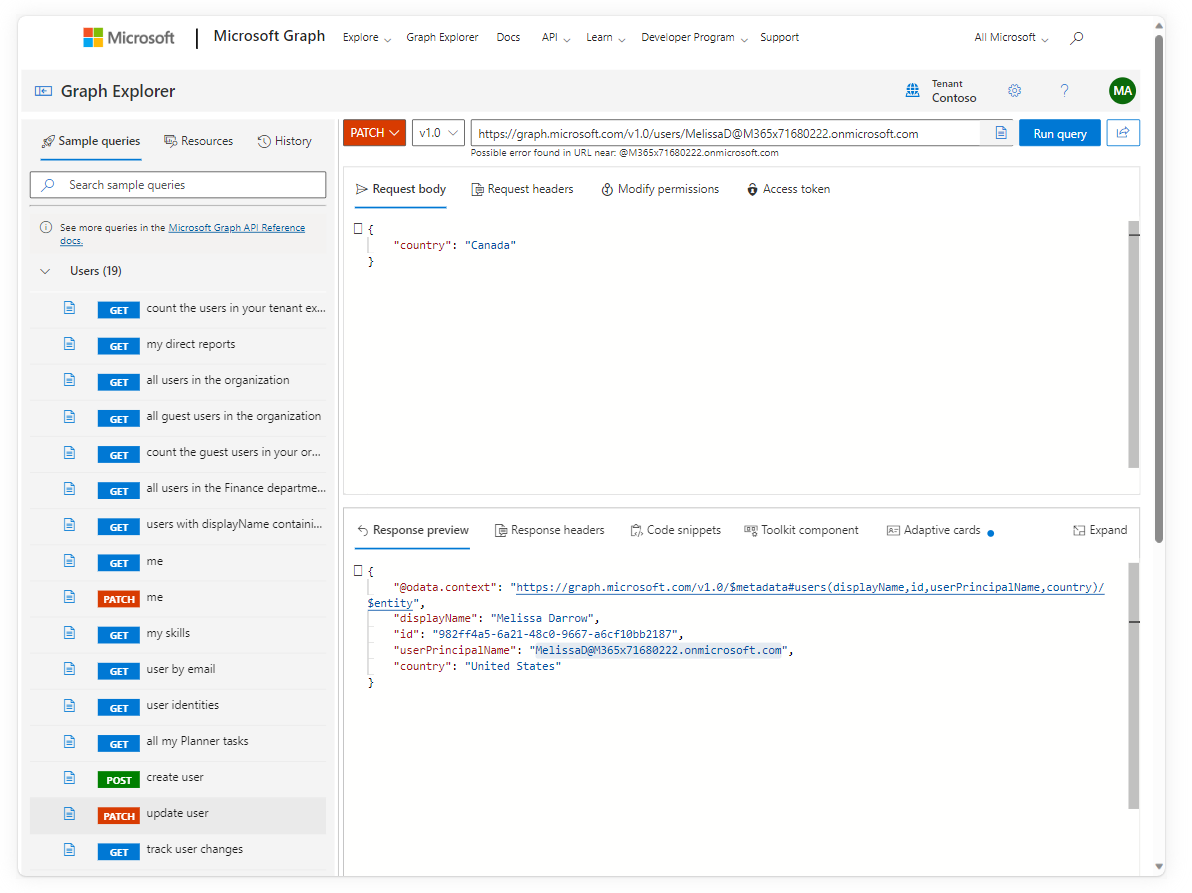 Microsoft | Microsoft Graph Explore Graph Explorer Docs API Learn Developer Program Support All Microsoft
Graph Explorer Tenant Contoso ? MA
Sample queries Resources History
Search sample queries
See more queries in the Microsoft Graph API Reference
docs.
Users (19)
GET count the users in your tenant ex...
GET my direct reports
GET all users in the organization
GET all guest users in the organization
GET count the guest users in your or...
GET all users in the Finance departme...
GET users with displayName containi...
GET me
PATCH me
GET my skills
GET user by email
GET user identities
GET all my Planner tasks
POST create user
PATCH update user
GET track user changes
PATCH v1.0 https://graph.microsoft.com/v1.0/users/MelissaD@M365x71680222.onmicrosoft.com Run query
Possible error found in URL near: @M365x71680222.onmicrosoft.com
Request body Request headers Modify permissions Access token
{
"country": "Canada"
}
Response preview Response headers Code snippets Toolkit component Adaptive cards Expand
{
"@odata.context": "https://graph.microsoft.com/v1.0/$metadata#users(displayName,id,userPrincipalName,country)/
$entity",
"displayName": "Melissa Darrow",
"id": "982ff4a5-6a21-48c0-9667-a6cf10bb2187",
"userPrincipalName": "MelissaD@M365x71680222.onmicrosoft.com",
"country": "United States"
}